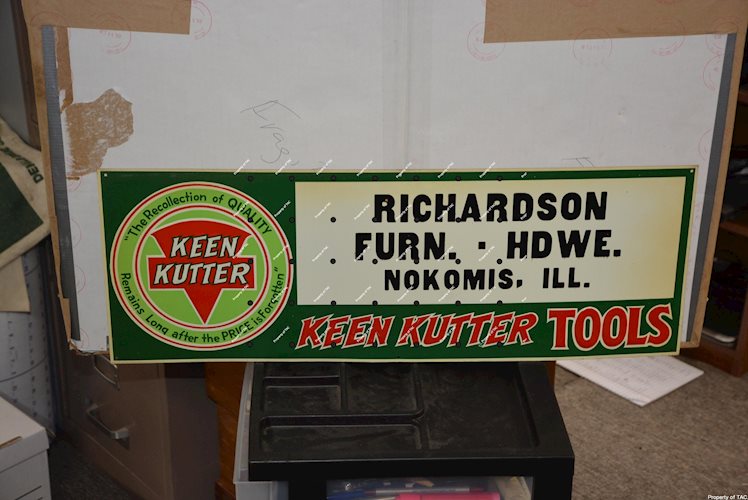 "The Recollection of QUALITY
Remains Long after the PRICE is Forgotten"
KEEN
KUTTER
RICHARDSON
FURN. · HDWE.
NOKOMIS, ILL.
KEEN KUTTER TOOLS
Property of TAC